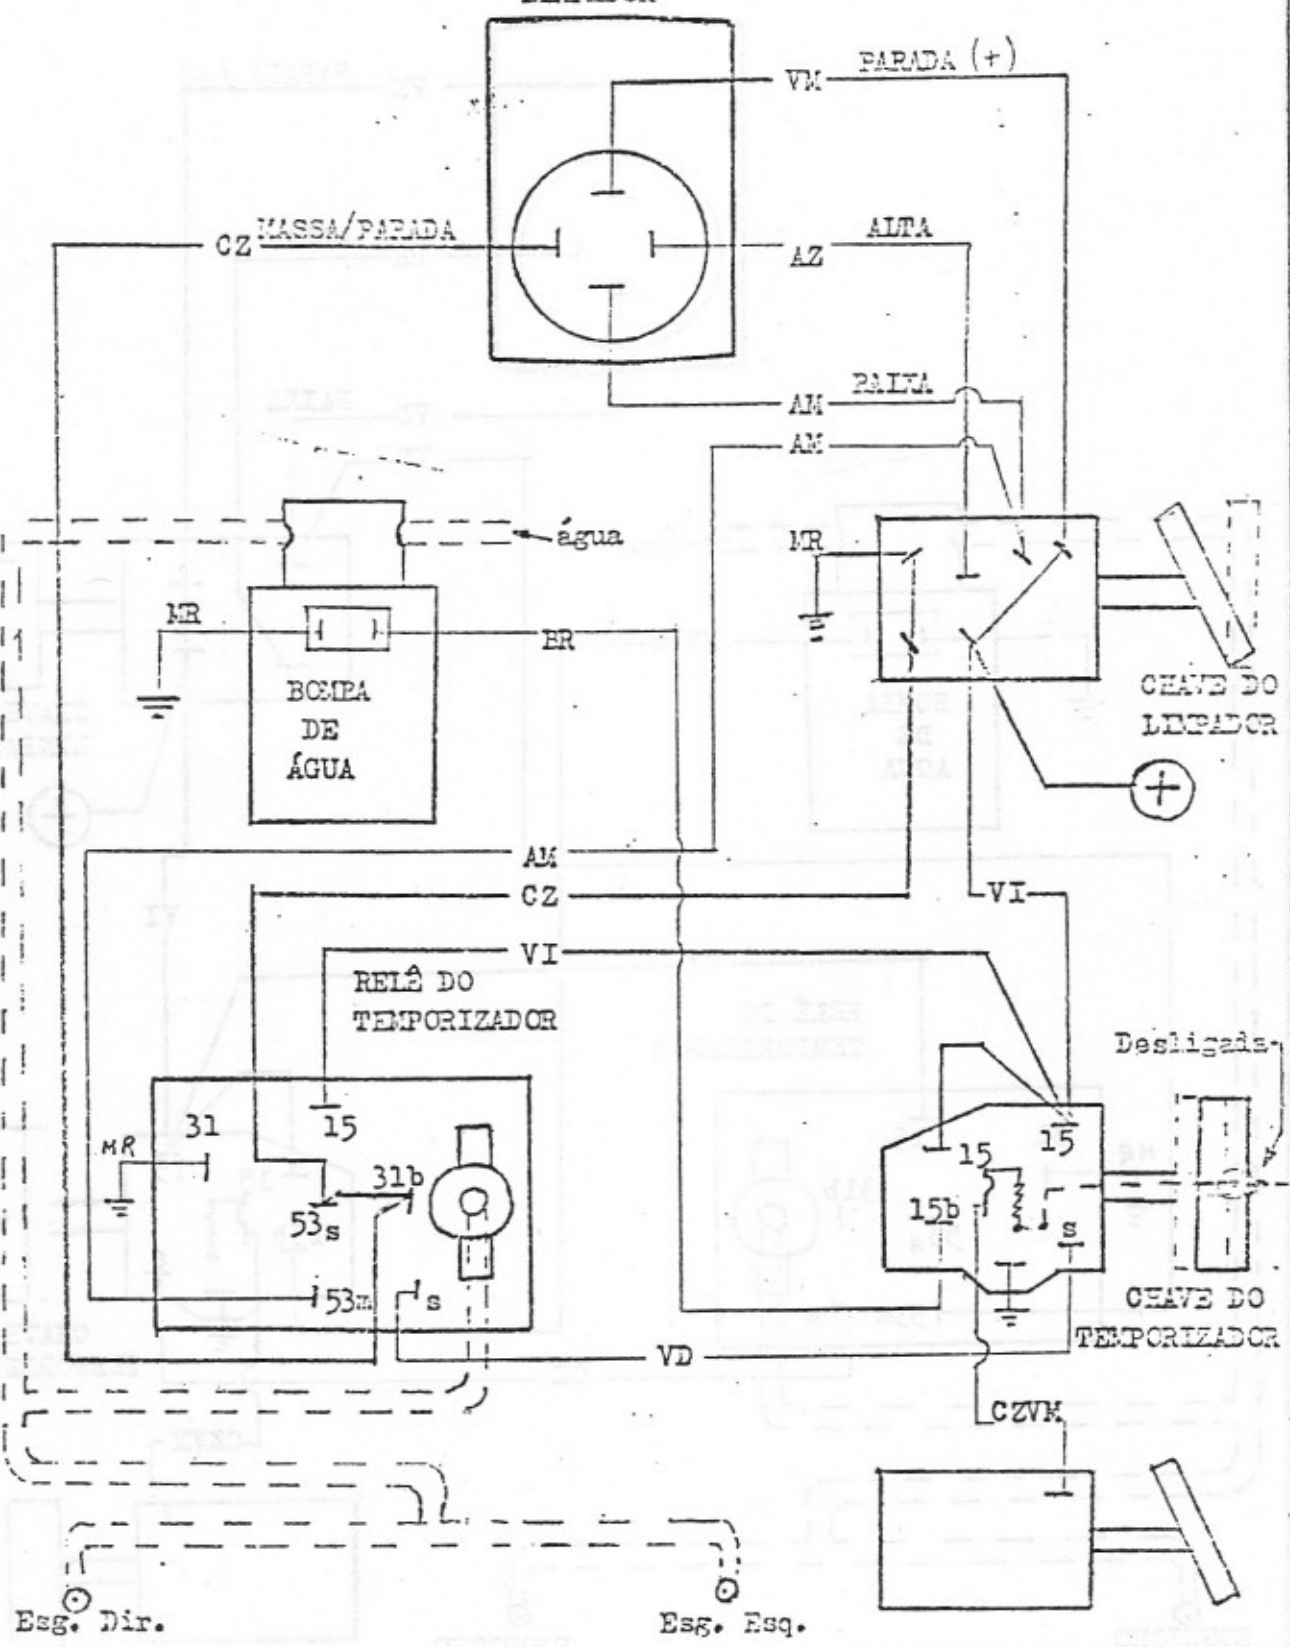 PARADA (+)
VM
MASSA/PARADA
CZ
ALTA
AZ
BAIXA
AM
AM
água
MR
MR
BR
BOMBA
DE
ÁGUA
CHAVE DO
LIMPADOR
+
AM
CZ
VI
VI
RELÊ DO
TEMPORIZADOR
Desligada
31
15
MR
31b
53s
53m
s
15
15
15b
s
CHAVE DO
TEMPORIZADOR
VD
CZVM
Esg. Dir.
Esg. Esq.